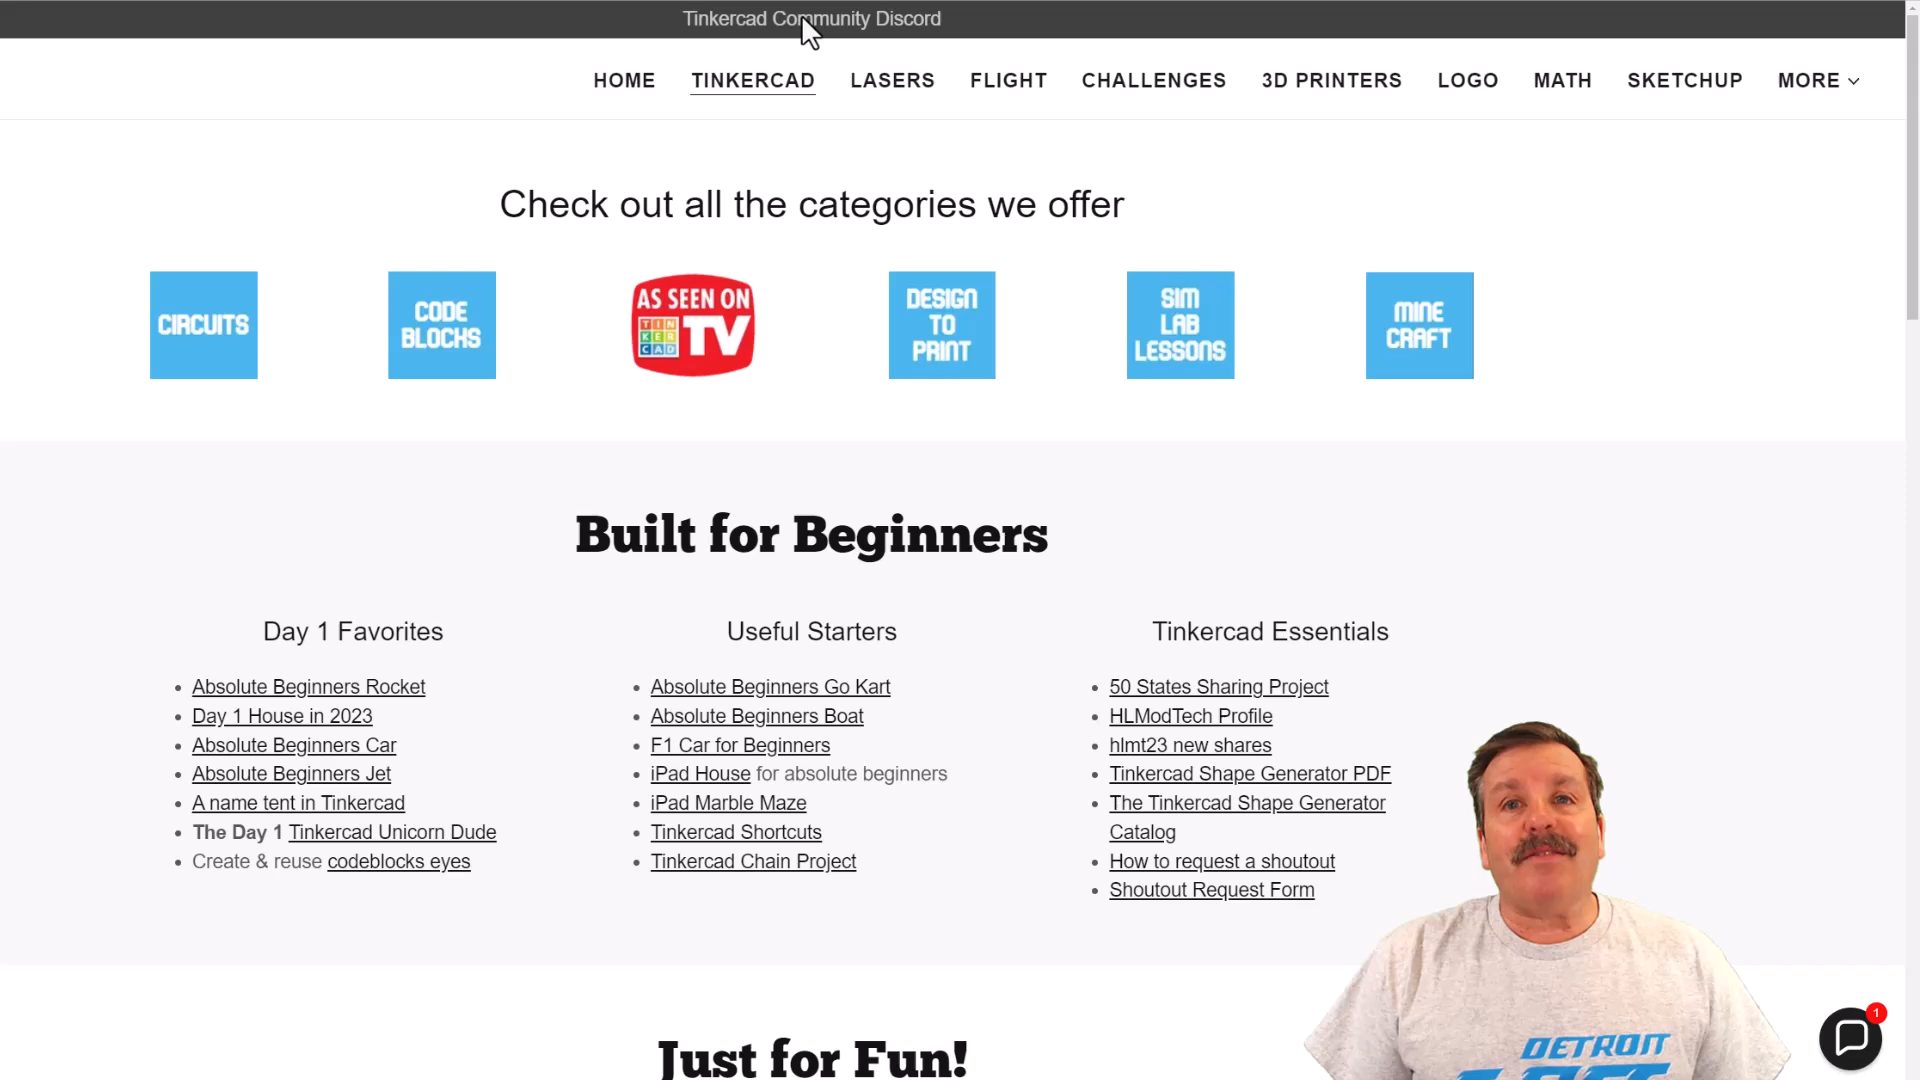 Tinkercad Community Discord
HOME TINKERCAD LASERS FLIGHT CHALLENGES 3D PRINTERS LOGO MATH SKETCHUP MORE
Check out all the categories we offer
CIRCUITS
CODE
BLOCKS
AS SEEN ON
TIN
KER
CAD
TV
DESIGN
TO
PRINT
SIM
LAB
LESSONS
MINE
CRAFT
Built for Beginners
Day 1 Favorites
Absolute Beginners Rocket
Day 1 House in 2023
Absolute Beginners Car
Absolute Beginners Jet
A name tent in Tinkercad
The Day 1 Tinkercad Unicorn Dude
Create & reuse codeblocks eyes
Useful Starters
Absolute Beginners Go Kart
Absolute Beginners Boat
F1 Car for Beginners
iPad House for absolute beginners
iPad Marble Maze
Tinkercad Shortcuts
Tinkercad Chain Project
Tinkercad Essentials
50 States Sharing Project
HLModTech Profile
hlmt23 new shares
Tinkercad Shape Generator PDF
The Tinkercad Shape Generator
Catalog
How to request a shoutout
Shoutout Request Form
DETROIT
1
Just for Fun!